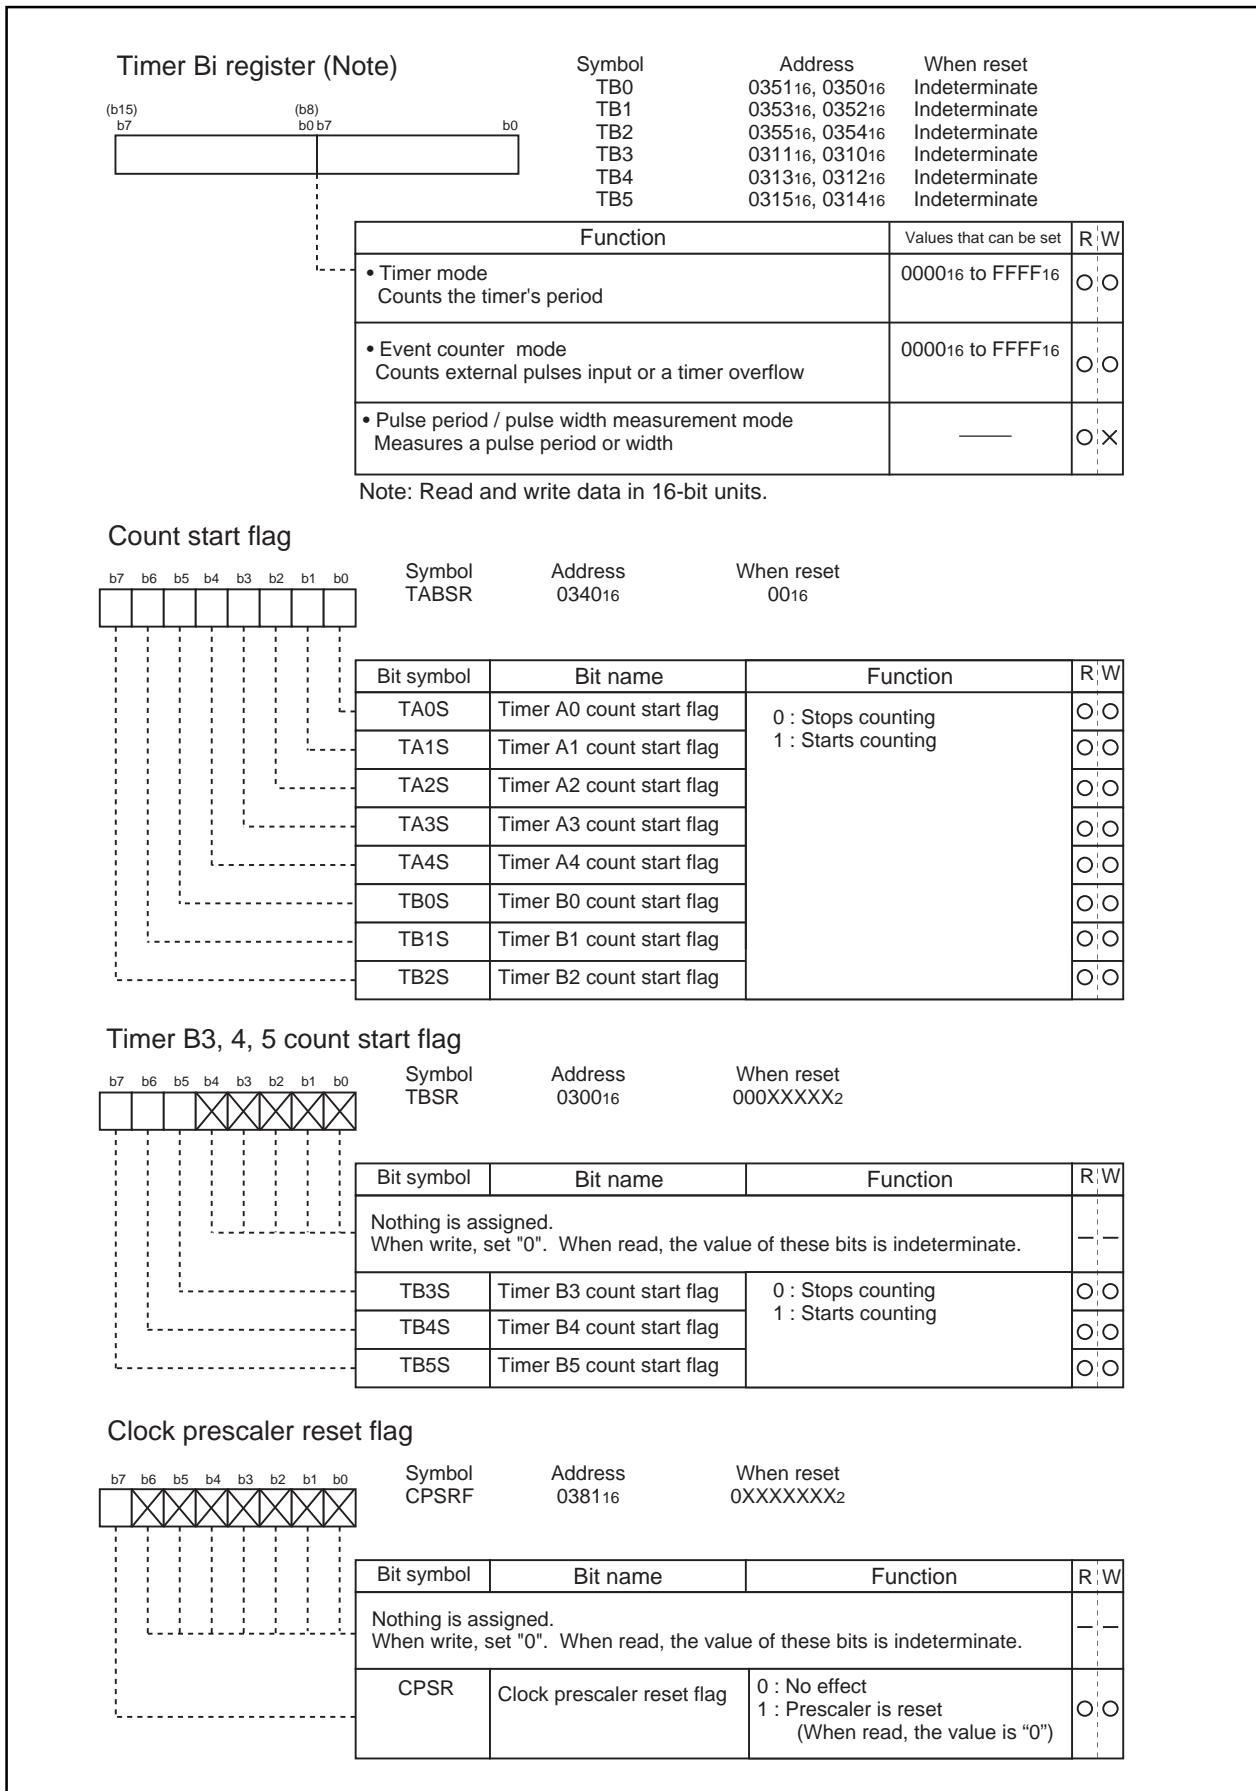 Timer Bi register (Note)
Symbol Address When reset
TB0 035116, 035016 Indeterminate
TB1 035316, 035216 Indeterminate
TB2 035516, 035416 Indeterminate
TB3 031116, 031016 Indeterminate
TB4 031316, 031216 Indeterminate
TB5 031516, 031416 Indeterminate
(b15) (b8)
b7 b0 b7 b0
Function Values that can be set R W
• Timer mode 000016 to FFFF16
Counts the timer's period
• Event counter mode 000016 to FFFF16
Counts external pulses input or a timer overflow
• Pulse period / pulse width measurement mode
Measures a pulse period or width
Note: Read and write data in 16-bit units.
Count start flag
Symbol Address When reset
TABSR 034016 0016
b7 b6 b5 b4 b3 b2 b1 b0
Bit symbol Bit name Function R W
TA0S Timer A0 count start flag 0 : Stops counting
TA1S Timer A1 count start flag 1 : Starts counting
TA2S Timer A2 count start flag
TA3S Timer A3 count start flag
TA4S Timer A4 count start flag
TB0S Timer B0 count start flag
TB1S Timer B1 count start flag
TB2S Timer B2 count start flag
Timer B3, 4, 5 count start flag
Symbol Address When reset
TBSR 030016 000XXXXX2
b7 b6 b5 b4 b3 b2 b1 b0
Bit symbol Bit name Function R W
Nothing is assigned.
When write, set "0". When read, the value of these bits is indeterminate.
TB3S Timer B3 count start flag 0 : Stops counting
TB4S Timer B4 count start flag 1 : Starts counting
TB5S Timer B5 count start flag
Clock prescaler reset flag
Symbol Address When reset
CPSRF 038116 0XXXXXXX2
b7 b6 b5 b4 b3 b2 b1 b0
Bit symbol Bit name Function R W
Nothing is assigned.
When write, set "0". When read, the value of these bits is indeterminate.
CPSR Clock prescaler reset flag 0 : No effect
1 : Prescaler is reset
(When read, the value is “0”)